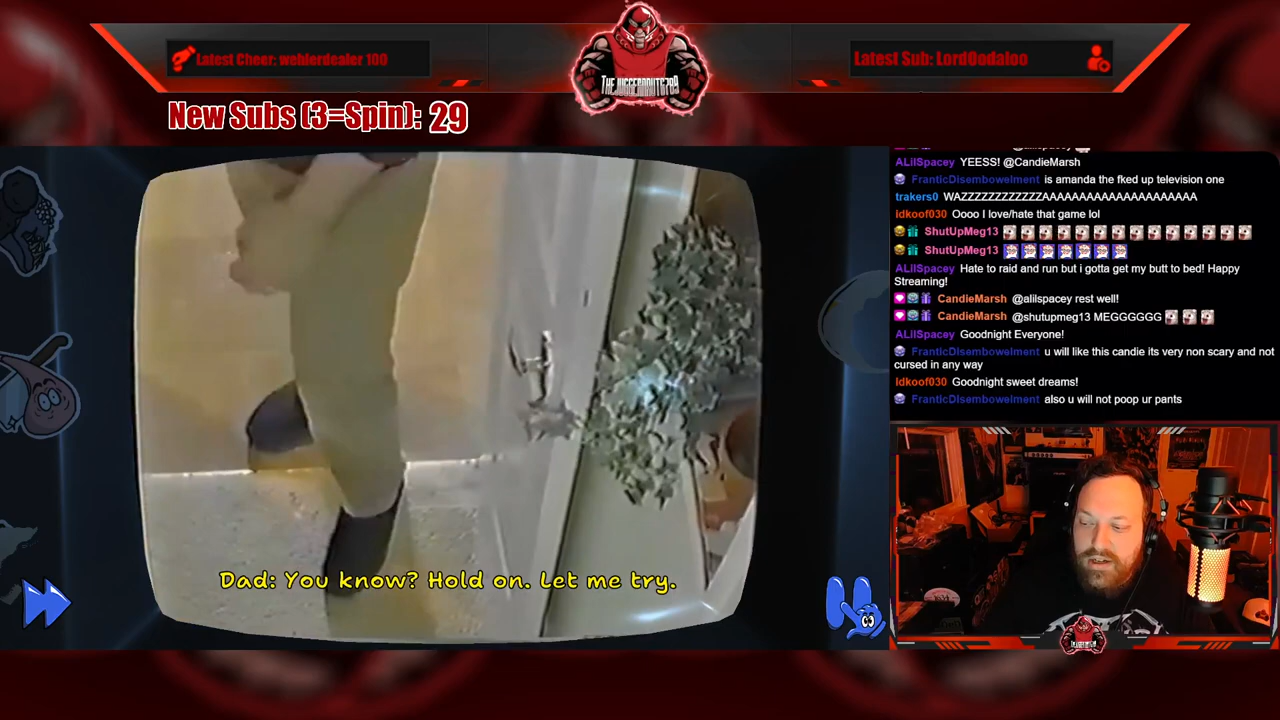 Latest Cheer: wehlerdealer 100
THEJUGGERNAUT6789
Latest Sub: LordOodaloo
New Subs (3=Spin): 29
ALilSpacey YEESS! @CandieMarsh
FranticDisembowelment is amanda the fked up television one
trakers0 WAZZZZZZZZZZZZAAAAAAAAAAAAAAAAAAAAA
idkoof030 Oooo I love/hate that game lol
ShutUpMeg13
ShutUpMeg13
ALilSpacey Hate to raid and run but i gotta get my butt to bed! Happy
Streaming!
CandieMarsh @alilspacey rest well!
CandieMarsh @shutupmeg13 MEGGGGGG
ALilSpacey Goodnight Everyone!
FranticDisembowelment u will like this candie its very non scary and not
cursed in any way
idkoof030 Goodnight sweet dreams!
FranticDisembowelment also u will not poop ur pants
Dad: You know? Hold on. Let me try.